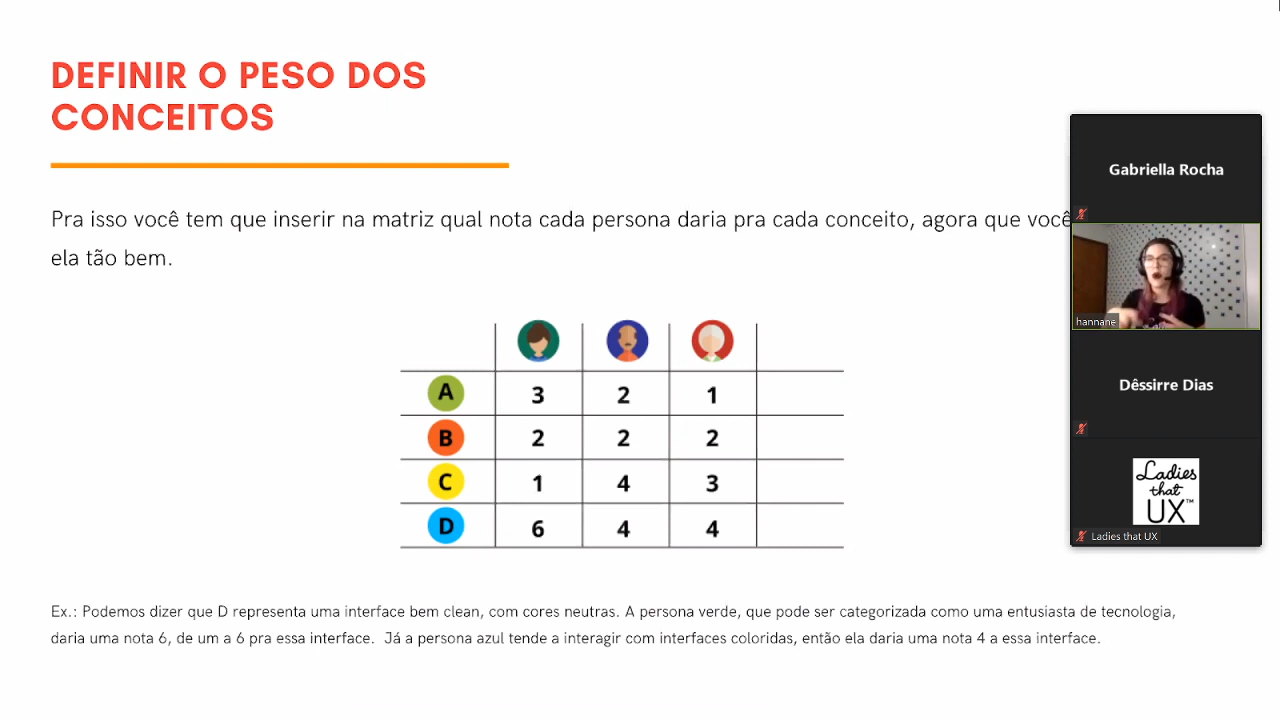 DEFINIR O PESO DOS
CONCEITOS
Pra isso você tem que inserir na matriz qual nota cada persona daria pra cada conceito, agora que você
ela tão bem.
A 3 2 1
B 2 2 2
C 1 4 3
D 6 4 4
Ex.: Podemos dizer que D representa uma interface bem clean, com cores neutras. A persona verde, que pode ser categorizada como uma entusiasta de tecnologia,
daria uma nota 6, de um a 6 pra essa interface. Já a persona azul tende a interagir com interfaces coloridas, então ela daria uma nota 4 a essa interface.
Gabriella Rocha
hannane
Dêssirre Dias
Ladies
that
UX™
Ladies that UX